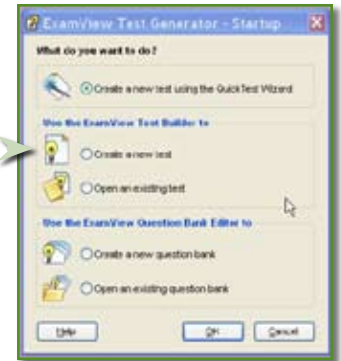 ExamView Test Generator - Startup
What do you want to do?
Create a new test using the QuickTest Wizard
Use the ExamView Test Builder to
Create a new test
Open an existing test
Use the ExamView Question Bank Editor to
Create a new question bank
Open an existing question bank
Help
OK
Cancel